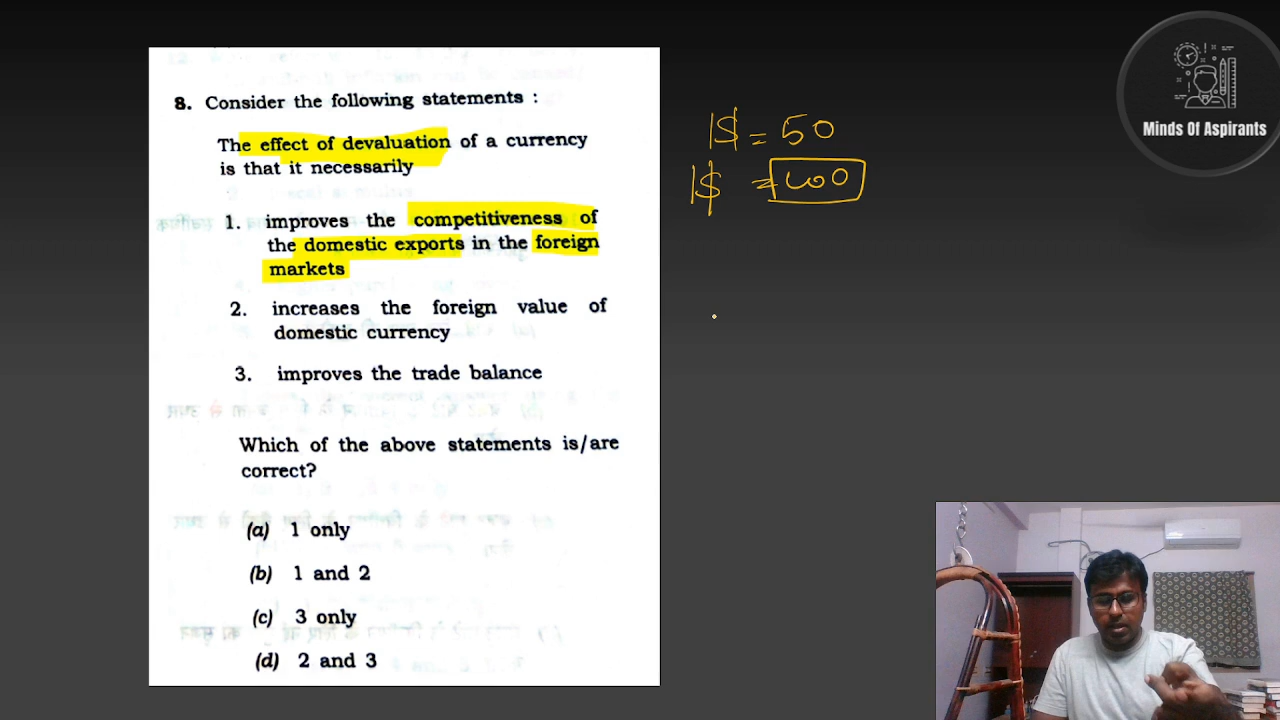 8. Consider the following statements :
The effect of devaluation of a currency
is that it necessarily
1. improves the competitiveness of
the domestic exports in the foreign
markets
2. increases the foreign value of
domestic currency
3. improves the trade balance
Which of the above statements is/are
correct?
(a) 1 only
(b) 1 and 2
(c) 3 only
(d) 2 and 3
1$ = 50
1$ = 100
Minds Of Aspirants